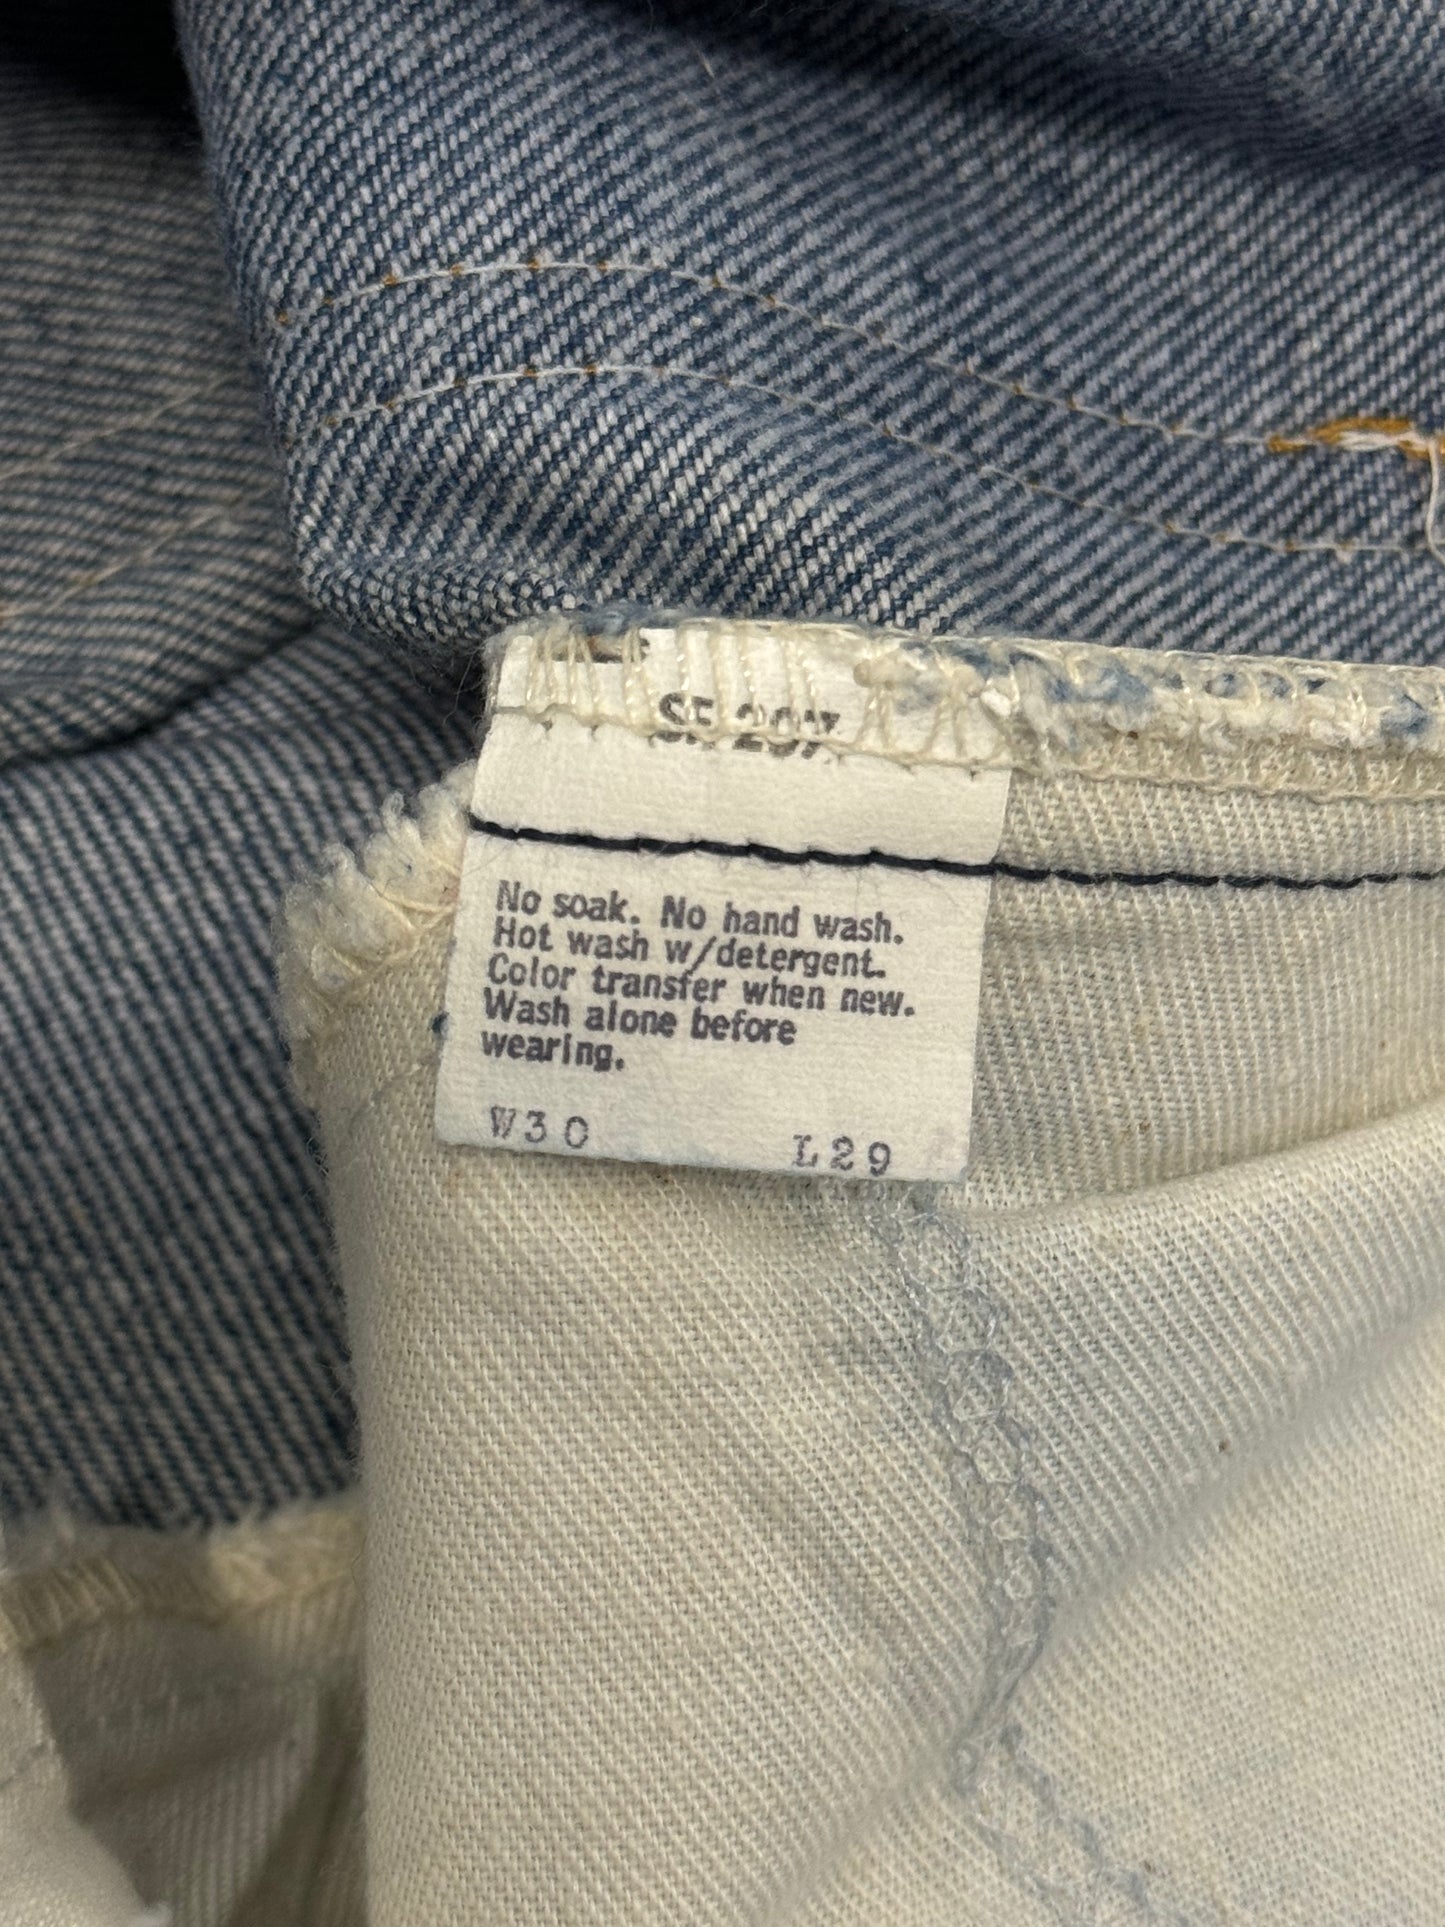 No soak. No hand wash.
Hot wash w/detergent.
Color transfer when new.
Wash alone before
wearing.
W30 L29